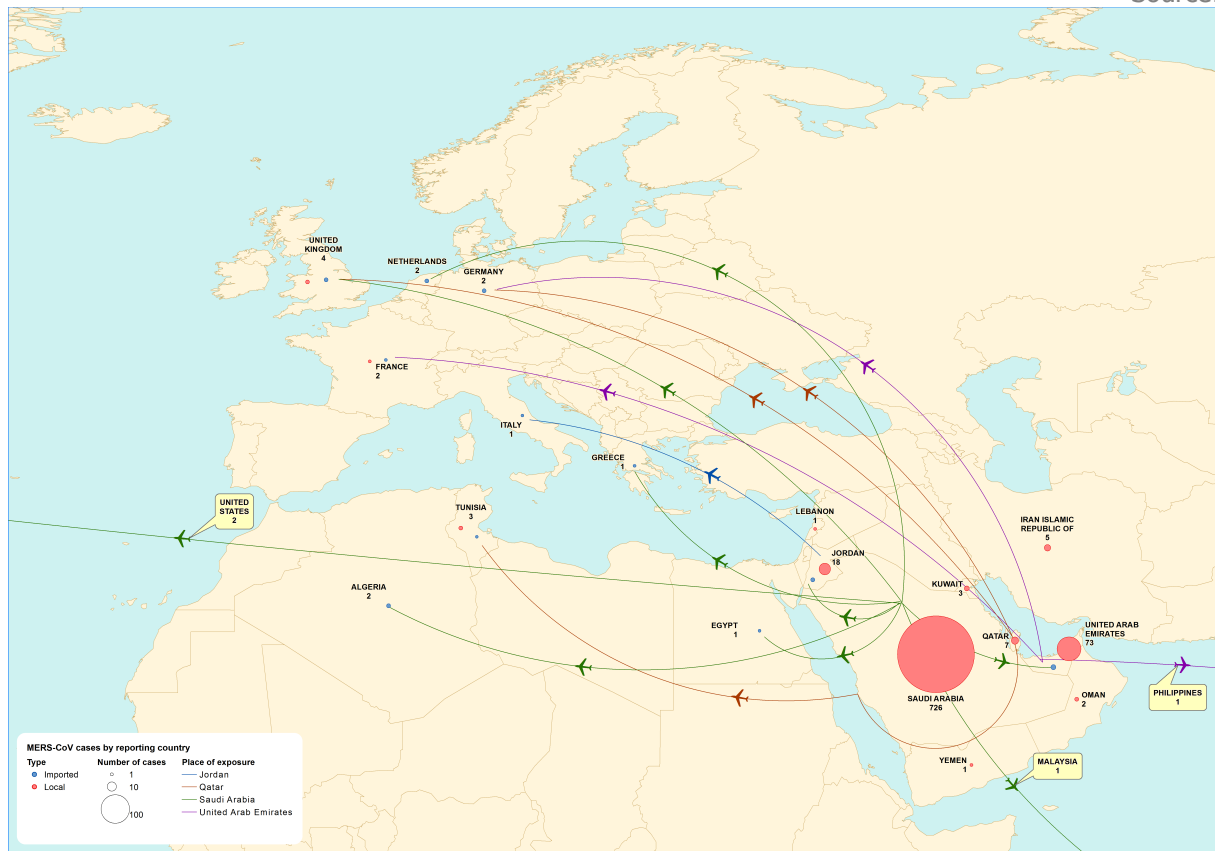 UNITED
KINGDOM
4
NETHERLANDS
2
GERMANY
2
FRANCE
2
ITALY
1
GREECE
1
UNITED
STATES
2
TUNISIA
3
LEBANON
1
IRAN ISLAMIC
REPUBLIC OF
5
JORDAN
18
ALGERIA
2
KUWAIT
3
EGYPT
1
QATAR
7
UNITED ARAB
EMIRATES
73
SAUDI ARABIA
726
OMAN
2
PHILIPPINES
1
YEMEN
1
MALAYSIA
1
MERS-CoV cases by reporting country
Type
Imported
Local
Number of cases
1
10
100
Place of exposure
Jordan
Qatar
Saudi Arabia
United Arab Emirates